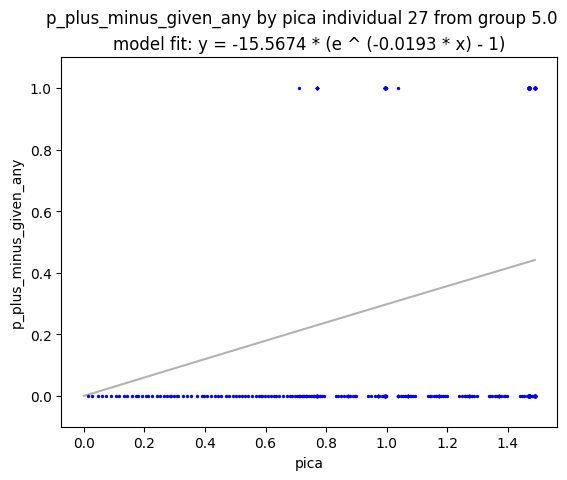 p_plus_minus_given_any by pica individual 27 from group 5.0
model fit: y = -15.5674 * (e ^ (-0.0193 * x) - 1)
1.0
0.8
0.6
0.4
0.2
0.0
p_plus_minus_given_any
0.0 0.2 0.4 0.6 0.8 1.0 1.2 1.4
pica